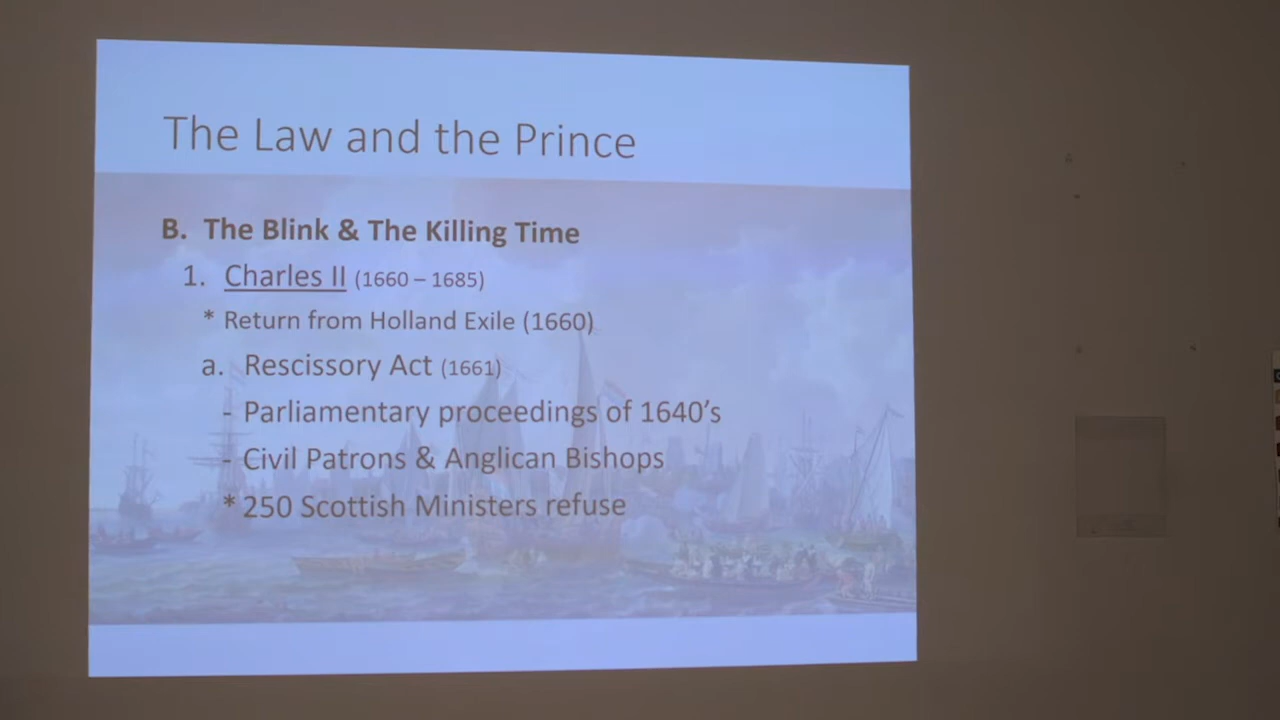 The Law and the Prince
B. The Blink & The Killing Time
1. Charles II (1660 – 1685)
* Return from Holland Exile (1660)
a. Rescissory Act (1661)
- Parliamentary proceedings of 1640's
- Civil Patrons & Anglican Bishops
* 250 Scottish Ministers refuse